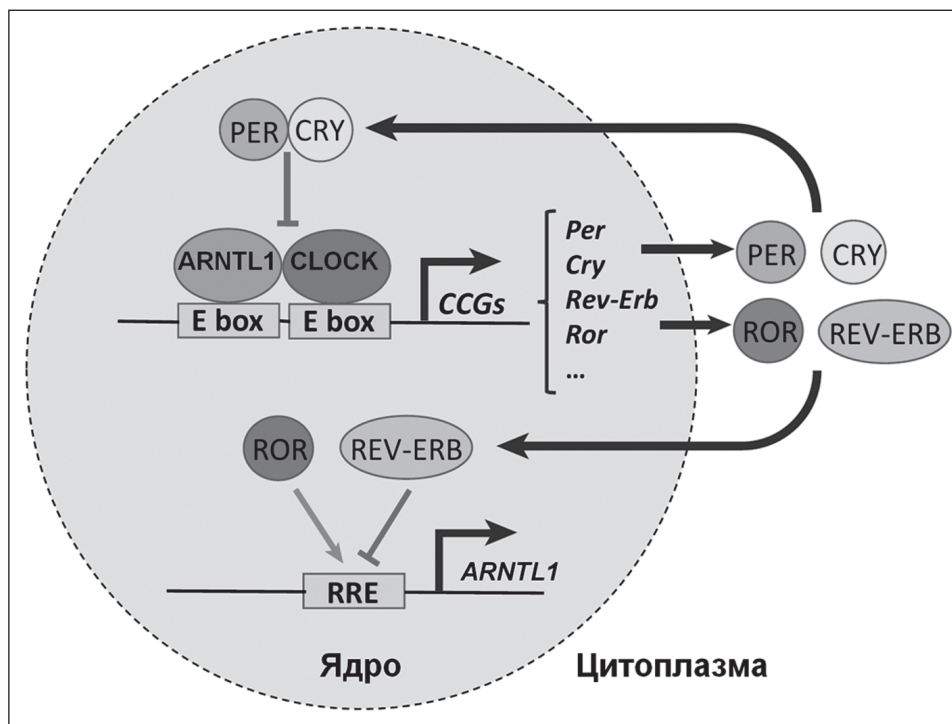 PER CRY
ARNTL1 CLOCK
E box E box
CCGs
Per
Cry
Rev-Erb
Ror
...
PER CRY
ROR REV-ERB
ROR REV-ERB
RRE
ARNTL1
Ядро Цитоплазма